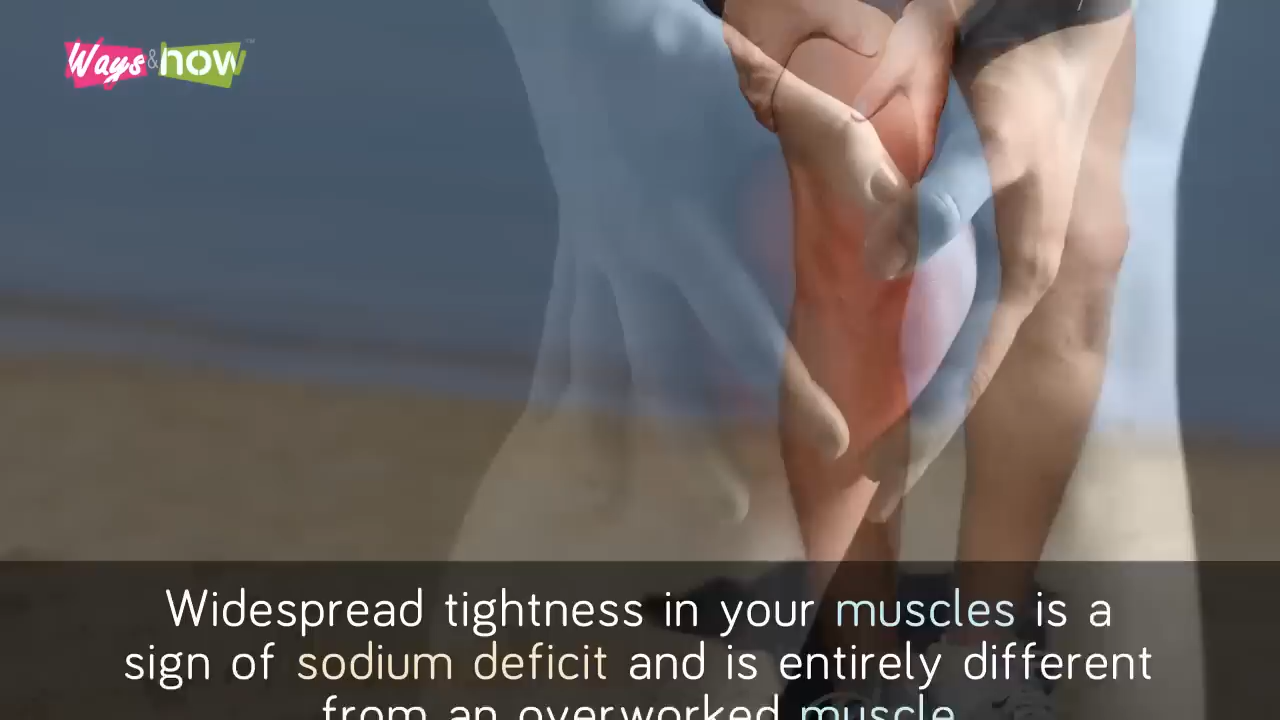 Ways & how™
Widespread tightness in your muscles is a
sign of sodium deficit and is entirely different
from an overworked muscle